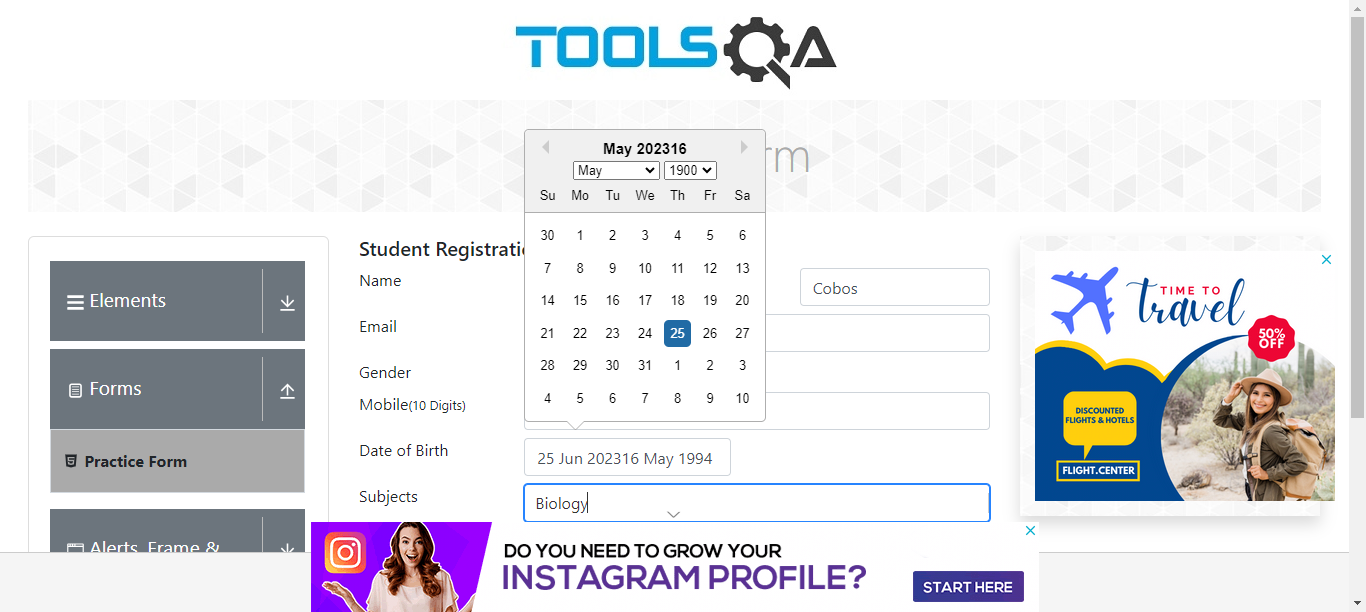 TOOLSQA
rm
May 202316
May 1900
Su Mo Tu We Th Fr Sa
30 1 2 3 4 5 6
7 8 9 10 11 12 13
14 15 16 17 18 19 20
21 22 23 24 25 26 27
28 29 30 31 1 2 3
4 5 6 7 8 9 10
Elements
Forms
Practice Form
Alerts, Frame &
Student Registrati
Name
Cobos
Email
Gender
Mobile(10 Digits)
Date of Birth
25 Jun 202316 May 1994
Subjects
Biology
TIME TO
travel
50%
OFF
DISCOUNTED
FLIGHTS & HOTELS
FLIGHT.CENTER
DO YOU NEED TO GROW YOUR
INSTAGRAM PROFILE?
START HERE